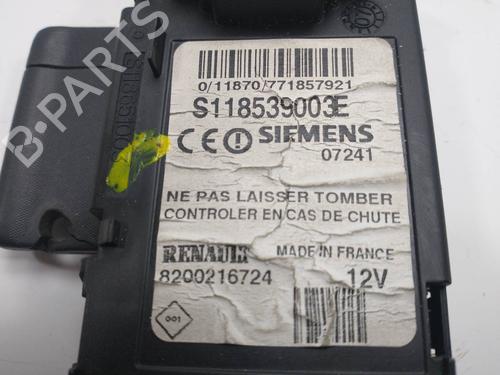 0/11870/771857921
S118539003E
CE SIEMENS
07241
NE PAS LAISSER TOMBER
CONTROLER EN CAS DE CHUTE
RENAULT MADE IN FRANCE
8200216724 12V
001
B-PARTS